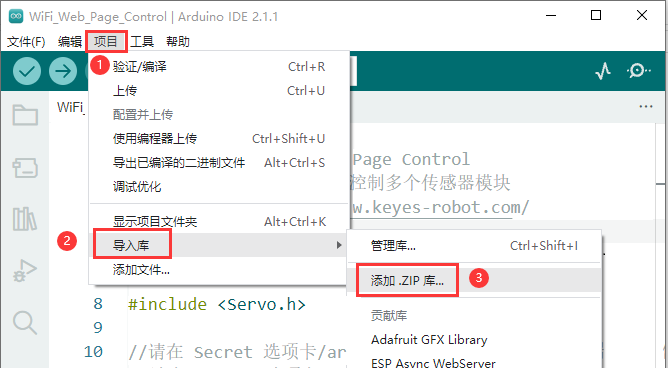 WiFi_Web_Page_Control | Arduino IDE 2.1.1
文件(F) 编辑 项目 工具 帮助
1
验证/编译 Ctrl+R
上传 Ctrl+U
WiFi_
配置并上传
使用编程器上传 Ctrl+Shift+U
导出已编译的二进制文件 Alt+Ctrl+S
Page Control
调试优化
控制多个传感器模块
w.keyes-robot.com/
显示项目文件夹 Alt+Ctrl+K
2
导入库
管理库... Ctrl+Shift+I
添加文件...
添加 .ZIP 库...
3
8 #include <Servo.h>
贡献库
9
Adafruit GFX Library
10 //请在 Secret 选项卡/ar
ESP Async WebServer